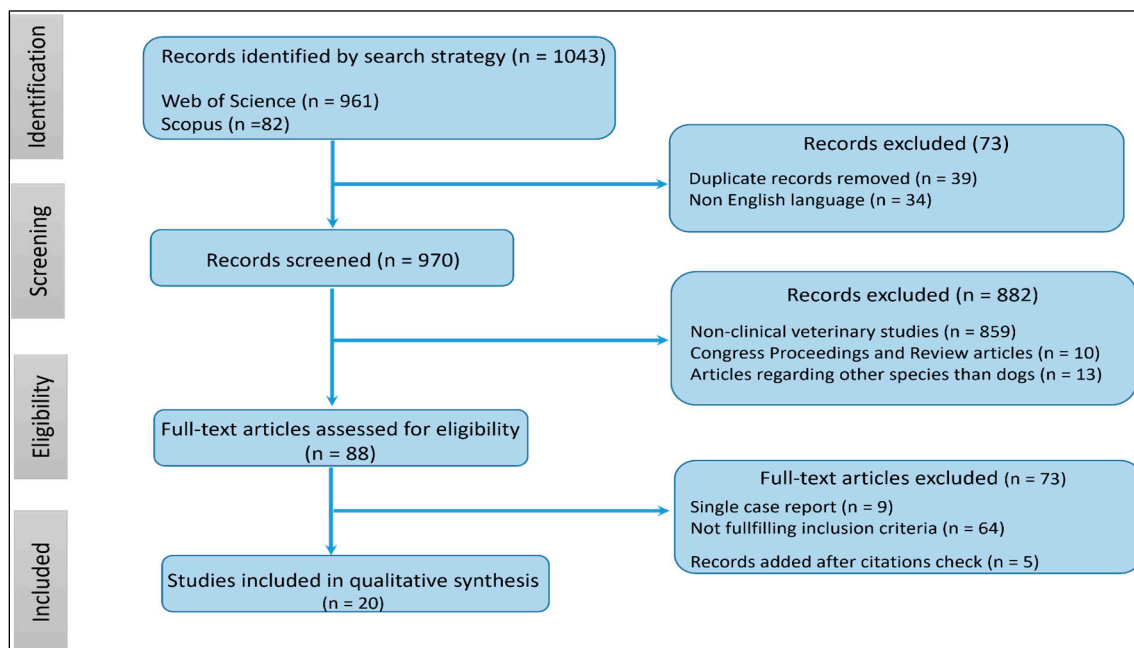 Identification
Records identified by search strategy (n = 1043)
Web of Science (n = 961)
Scopus (n =82)
Records excluded (73)
Duplicate records removed (n = 39)
Non English language (n = 34)
Screening
Records screened (n = 970)
Records excluded (n = 882)
Non-clinical veterinary studies (n = 859)
Congress Proceedings and Review articles (n = 10)
Articles regarding other species than dogs (n = 13)
Eligibility
Full-text articles assessed for eligibility
(n = 88)
Full-text articles excluded (n = 73)
Single case report (n = 9)
Not fullfilling inclusion criteria (n = 64)
Records added after citations check (n = 5)
Included
Studies included in qualitative synthesis
(n = 20)